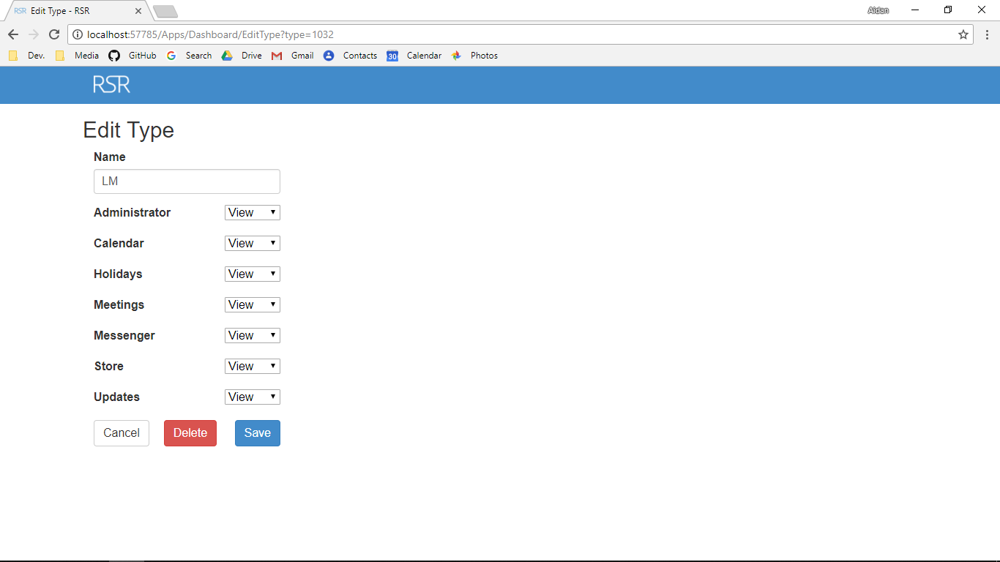 RSR Edit Type - RSR
Aidan
localhost:57785/Apps/Dashboard/EditType?type=1032
Dev. Media GitHub Search Drive Gmail 30 Contacts Calendar Photos
RSR
Edit Type
Name
LM
Administrator View
Calendar View
Holidays View
Meetings View
Messenger View
Store View
Updates View
Cancel Delete Save